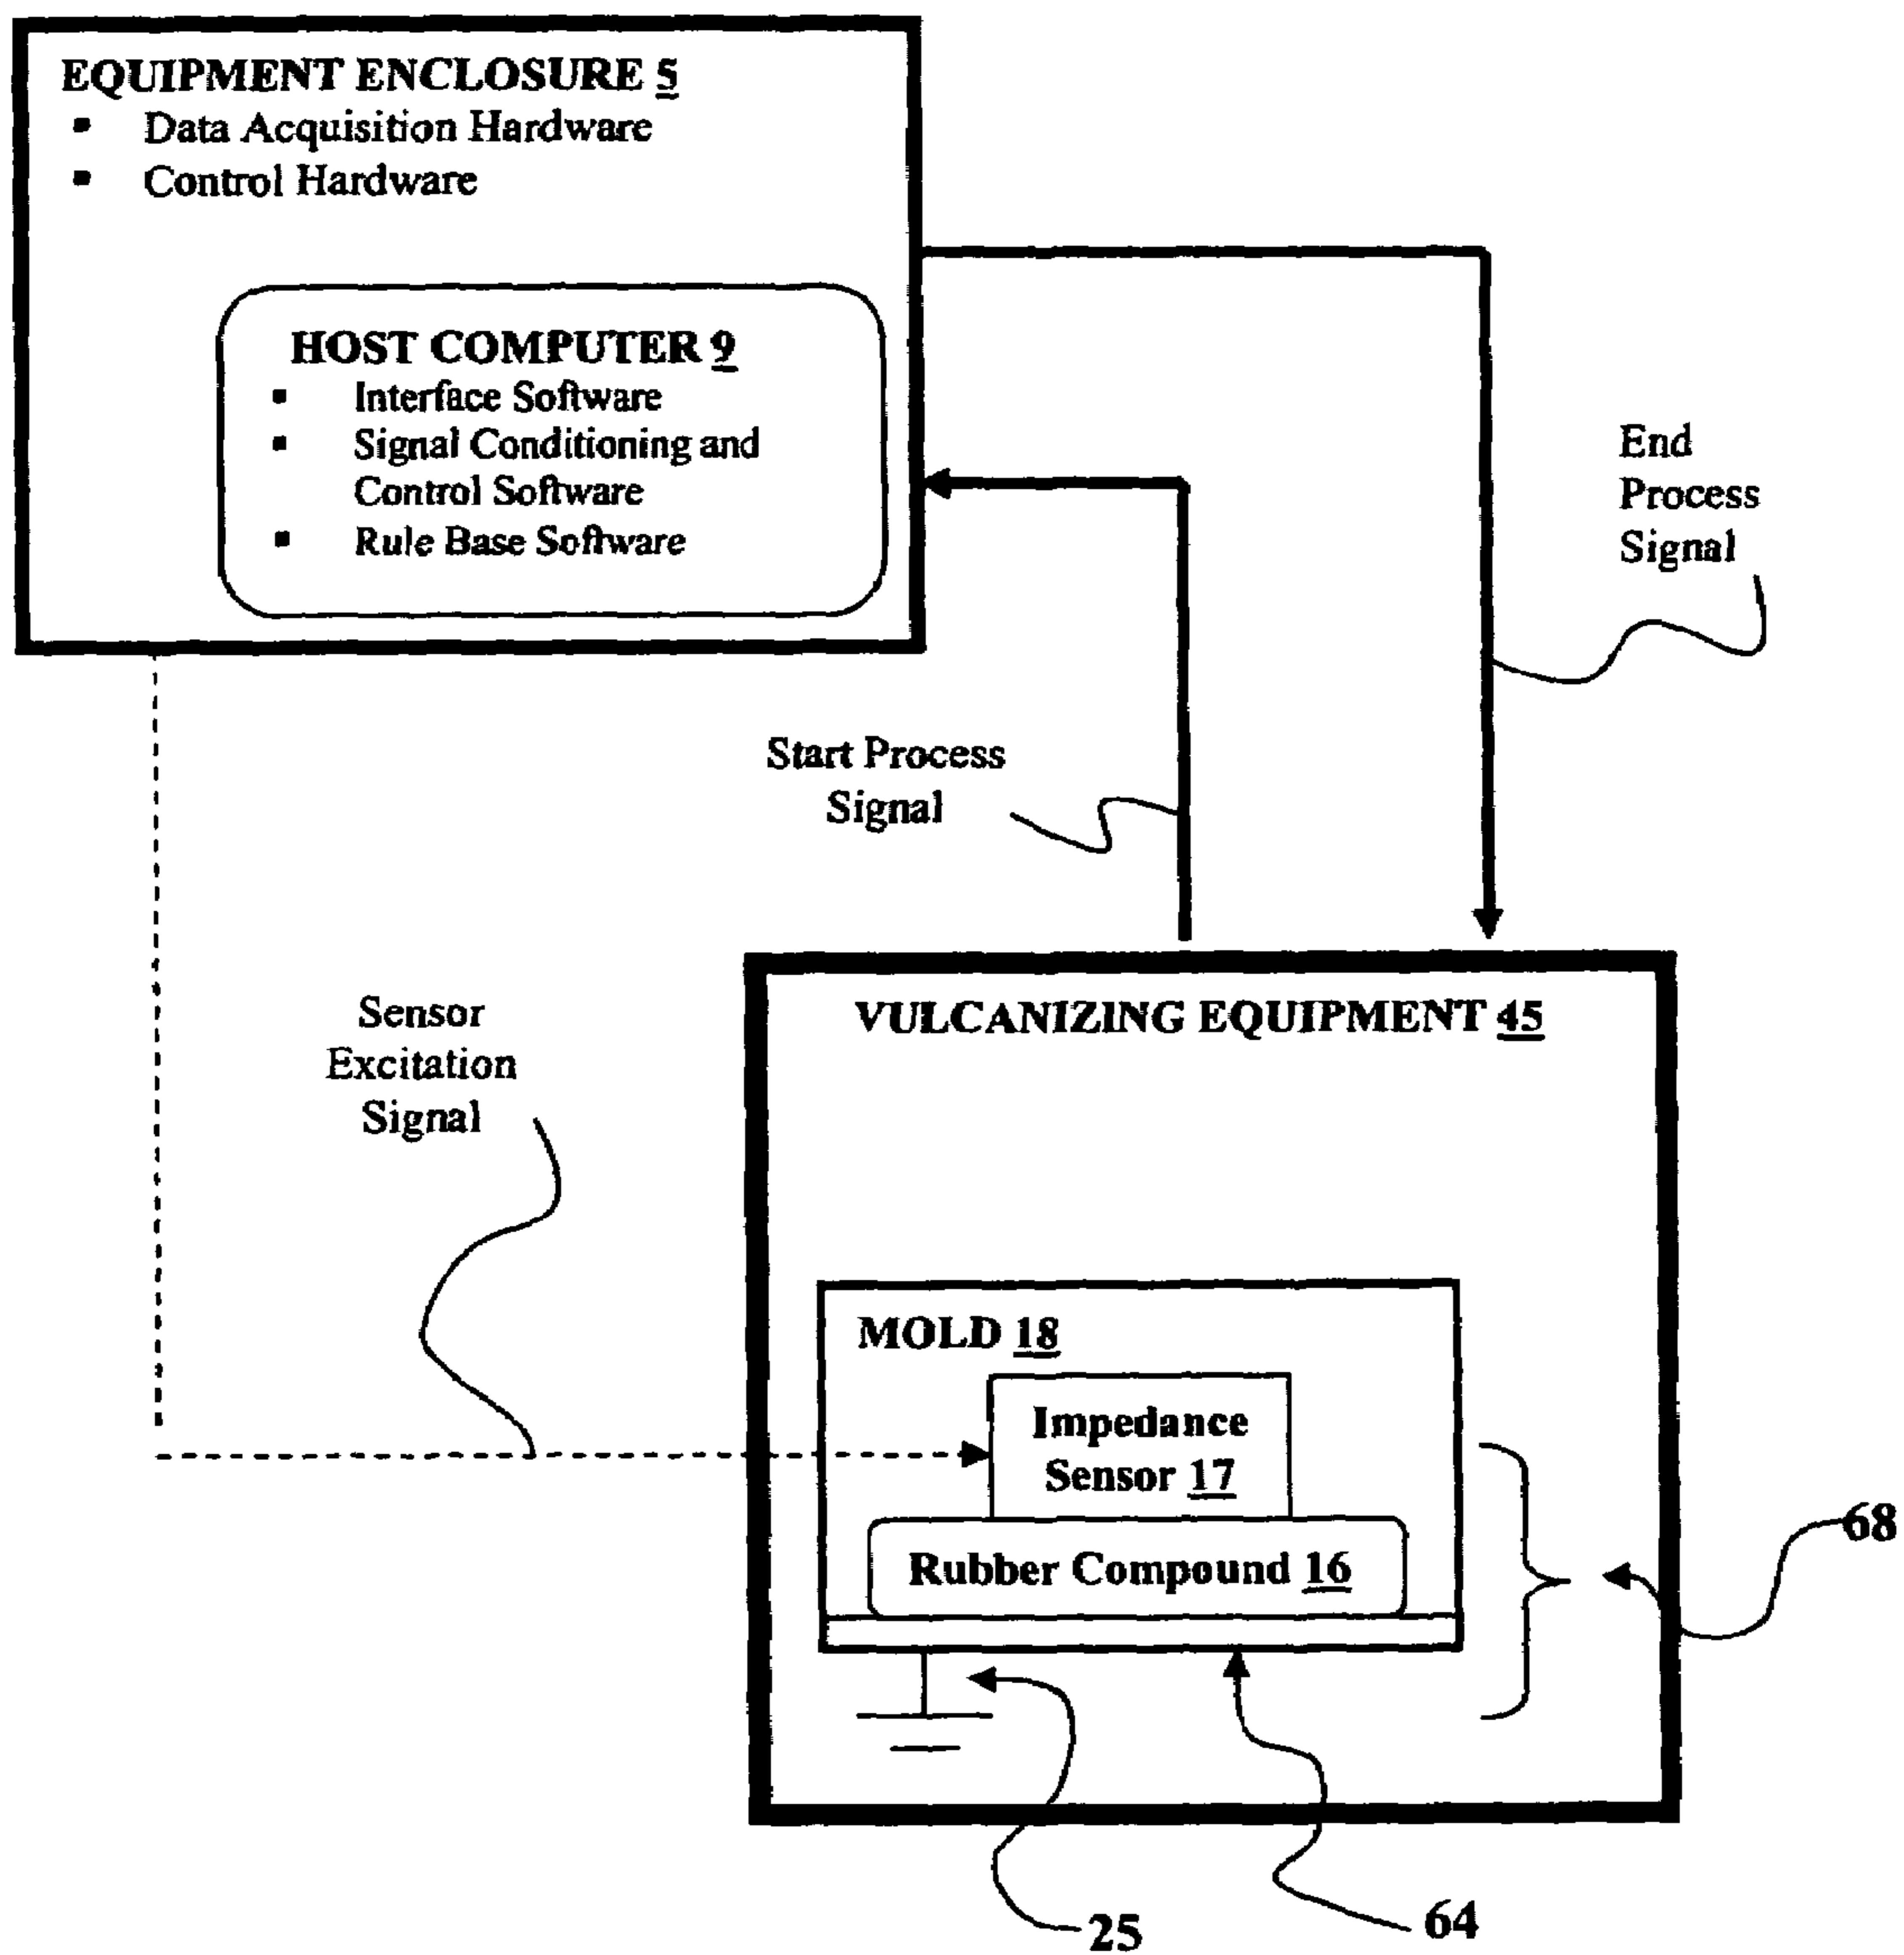 EQUIPMENT ENCLOSURE 5
▪ Data Acquisition Hardware
▪ Control Hardware
HOST COMPUTER 9
▪ Interface Software
▪ Signal Conditioning and
Control Software
▪ Rule Base Software
End
Process
Signal
Start Process
Signal
Sensor
Excitation
Signal
VULCANIZING EQUIPMENT 45
MOLD 18
Impedance
Sensor 17
Rubber Compound 16
68
25
64